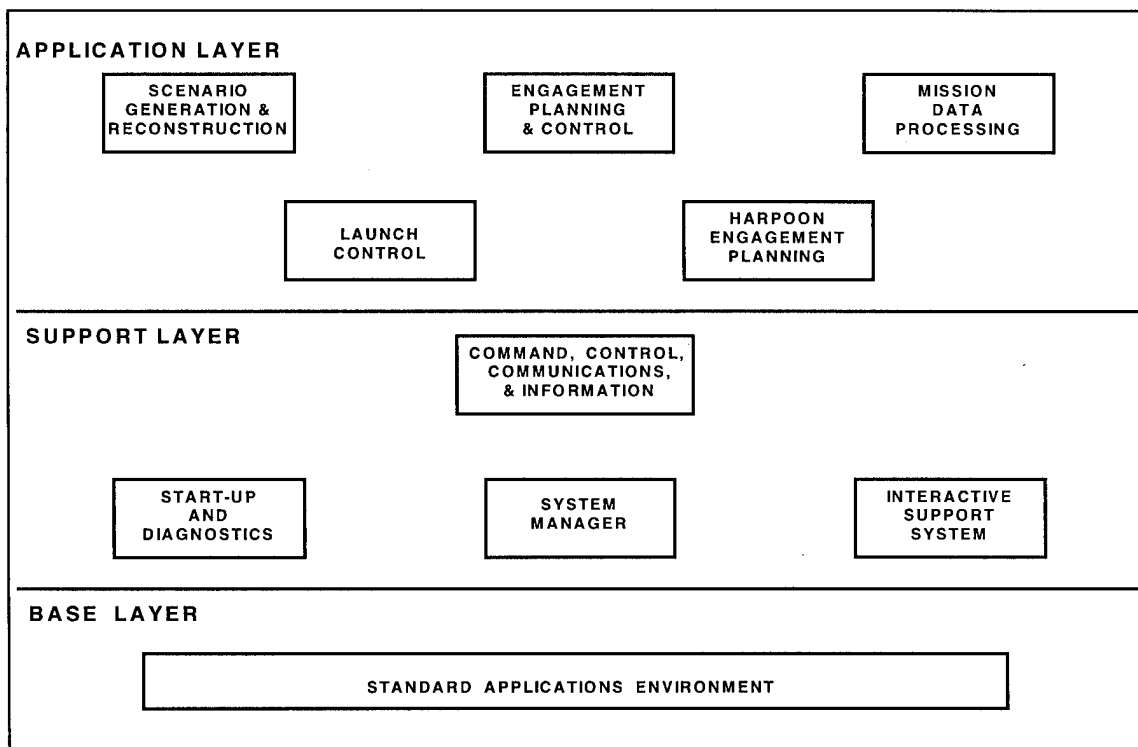 APPLICATION LAYER
SCENARIO
GENERATION &
RECONSTRUCTION
ENGAGEMENT
PLANNING
& CONTROL
MISSION
DATA
PROCESSING
LAUNCH
CONTROL
HARPOON
ENGAGEMENT
PLANNING
SUPPORT LAYER
COMMAND, CONTROL,
COMMUNICATIONS,
& INFORMATION
START-UP
AND
DIAGNOSTICS
SYSTEM
MANAGER
INTERACTIVE
SUPPORT
SYSTEM
BASE LAYER
STANDARD APPLICATIONS ENVIRONMENT